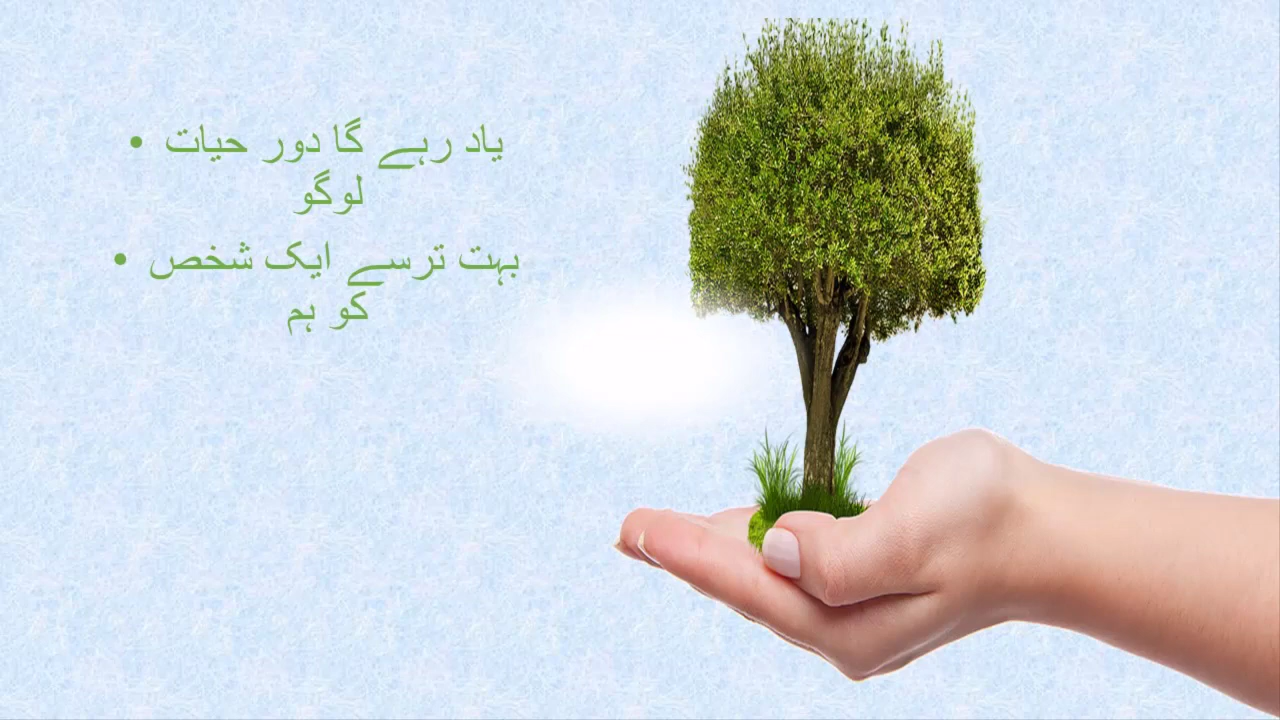 • یاد رہے گا دور حیات
لوگو
• بہت ترسے ایک شخص
کو ہم